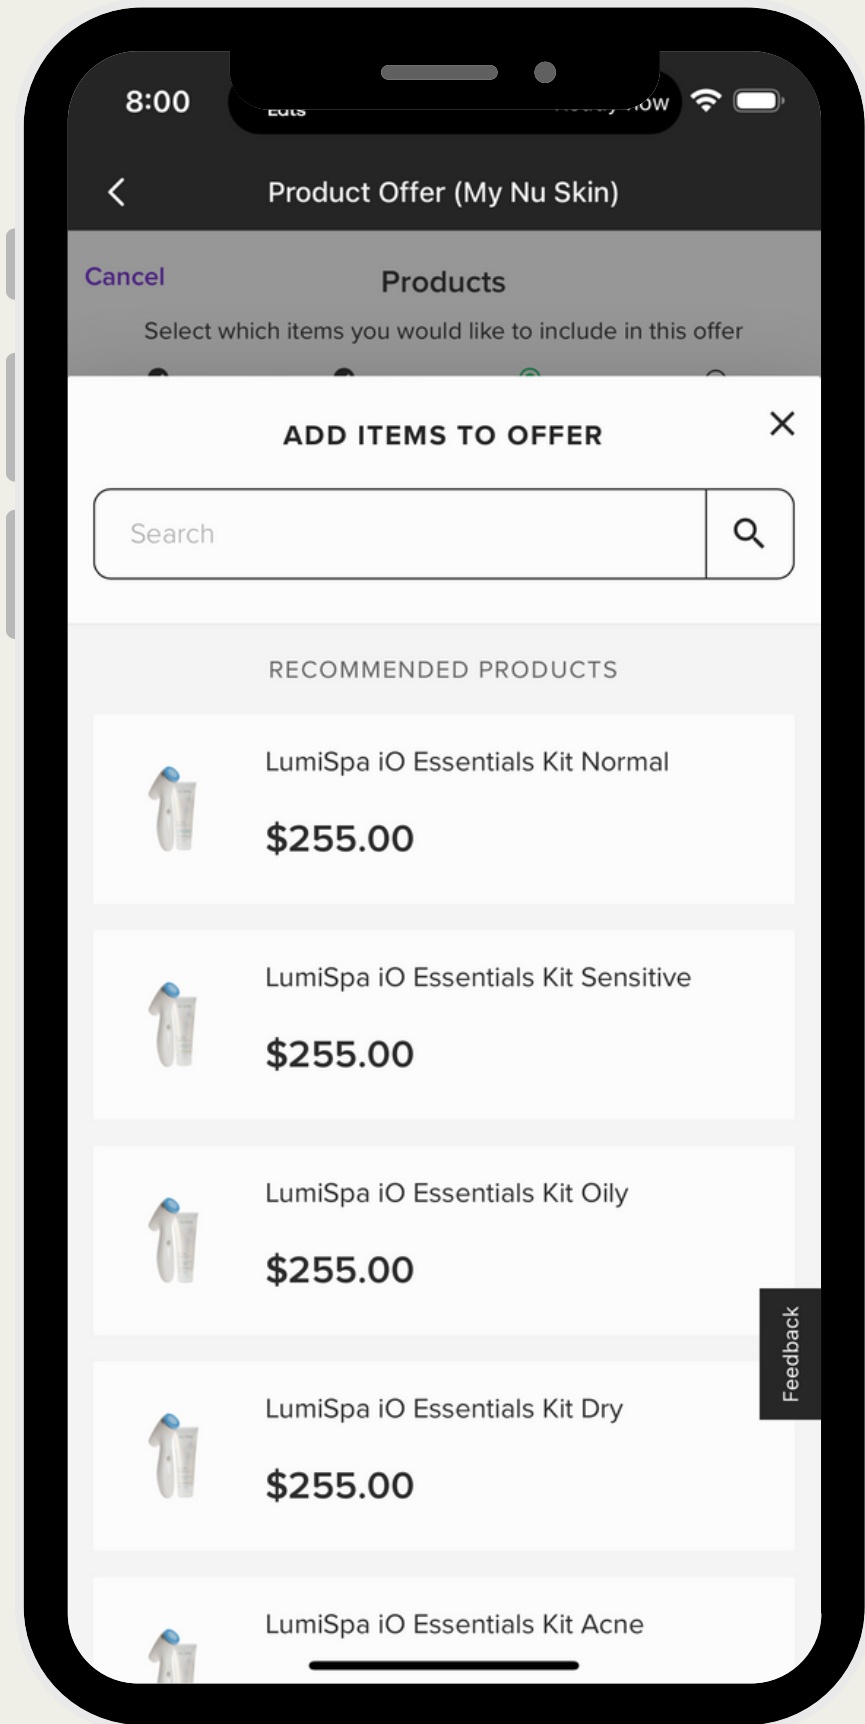 8:00
Product Offer (My Nu Skin)
Cancel
Products
Select which items you would like to include in this offer
ADD ITEMS TO OFFER
Search
RECOMMENDED PRODUCTS
LumiSpa iO Essentials Kit Normal
$255.00
LumiSpa iO Essentials Kit Sensitive
$255.00
LumiSpa iO Essentials Kit Oily
$255.00
Feedback
LumiSpa iO Essentials Kit Dry
$255.00
LumiSpa iO Essentials Kit Acne